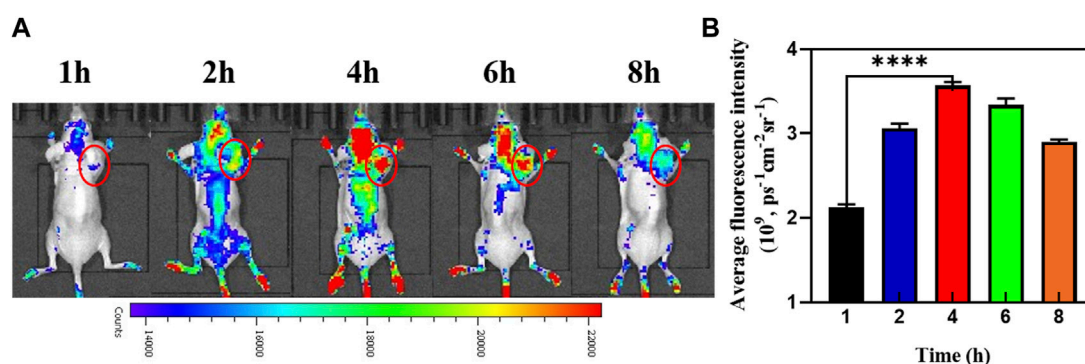 A
1h 2h 4h 6h 8h
Counts
14000 16000 18000 20000 22000
B
Average fluorescence intensity
(10⁹, ps⁻¹cm⁻²sr⁻¹)
4
3
2
1
****
1 2 4 6 8
Time (h)